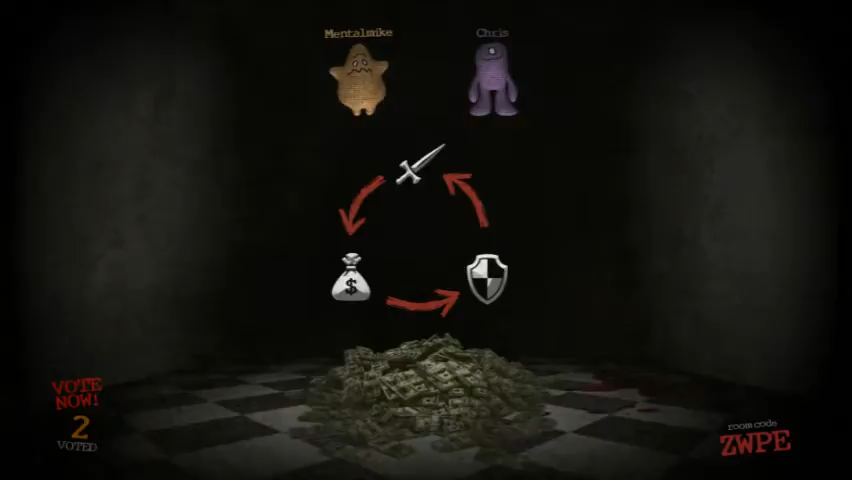 Mentalmike
Chris
$
VOTE
NOW!
2
VOTED
room code
ZWPE